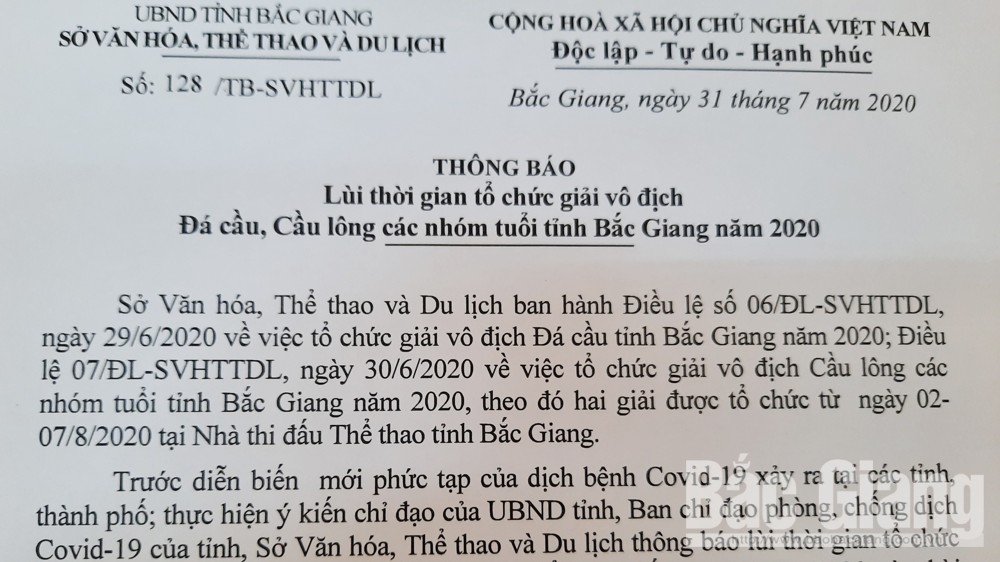 UBND TỈNH BẮC GIANG
SỞ VĂN HÓA, THỂ THAO VÀ DU LỊCH
Số: 128 /TB-SVHTTDL
CỘNG HOÀ XÃ HỘI CHỦ NGHĨA VIỆT NAM
Độc lập - Tự do - Hạnh phúc
Bắc Giang, ngày 31 tháng 7 năm 2020
THÔNG BÁO
Lùi thời gian tổ chức giải vô địch
Đá cầu, Cầu lông các nhóm tuổi tỉnh Bắc Giang năm 2020
Sở Văn hóa, Thể thao và Du lịch ban hành Điều lệ số 06/ĐL-SVHTTDL,
ngày 29/6/2020 về việc tổ chức giải vô địch Đá cầu tỉnh Bắc Giang năm 2020; Điều
lệ 07/ĐL-SVHTTDL, ngày 30/6/2020 về việc tổ chức giải vô địch Cầu lông các
nhóm tuổi tỉnh Bắc Giang năm 2020, theo đó hai giải được tổ chức từ ngày 02-
07/8/2020 tại Nhà thi đấu Thể thao tỉnh Bắc Giang.
Trước diễn biến mới phức tạp của dịch bệnh Covid-19 xảy ra tại các tỉnh,
thành phố; thực hiện ý kiến chỉ đạo của UBND tỉnh, Ban chỉ đạo phòng, chống dịch
Covid-19 của tỉnh, Sở Văn hóa, Thể thao và Du lịch thông báo lùi thời gian tổ chức
Bắc Giang